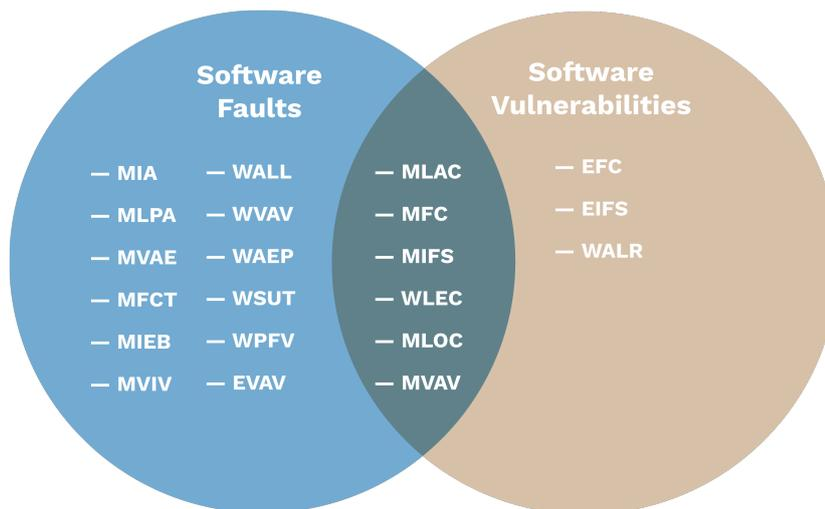 Software
Faults
— MIA
— MLPA
— MVAE
— MFCT
— MIEB
— MVIV
— WALL
— WVAV
— WAEP
— WSUT
— WPFV
— EVAV
— MLAC
— MFC
— MIFS
— WLEC
— MLOC
— MVAV
Software
Vulnerabilities
— EFC
— EIFS
— WALR